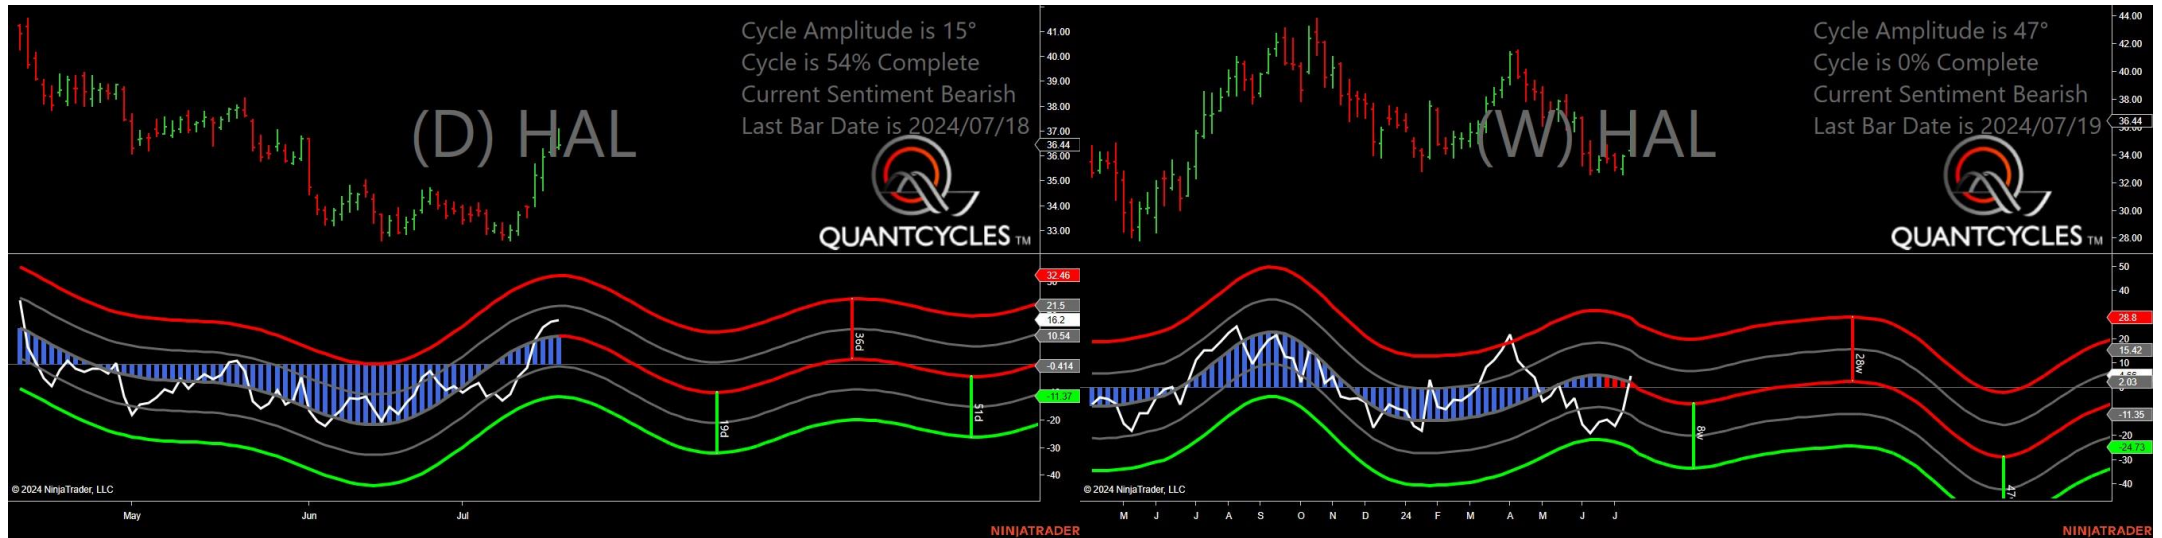 Cycle Amplitude is 15°
Cycle is 54% Complete
Current Sentiment Bearish
Last Bar Date is 2024/07/18
(D) HAL
QUANTCYCLES TM
41.00
40.00
39.00
38.00
37.00
36.44
36.00
35.00
34.00
33.00
32.46
21.5
16.2
10.54
-0.414
-11.37
-20
-30
-40
36d
19d
51d
© 2024 NinjaTrader, LLC
May Jun Jul
NINJATRADER
Cycle Amplitude is 47°
Cycle is 0% Complete
Current Sentiment Bearish
Last Bar Date is 2024/07/19
(W) HAL
QUANTCYCLES TM
44.00
42.00
40.00
38.00
36.44
36.00
34.00
32.00
30.00
28.00
50
40
28.8
20
15.42
10
2.03
-11.35
-20
-24.73
-30
-40
28w
8w
47
© 2024 NinjaTrader, LLC
M J J A S O N D 24 F M A M J J
NINJATRADER